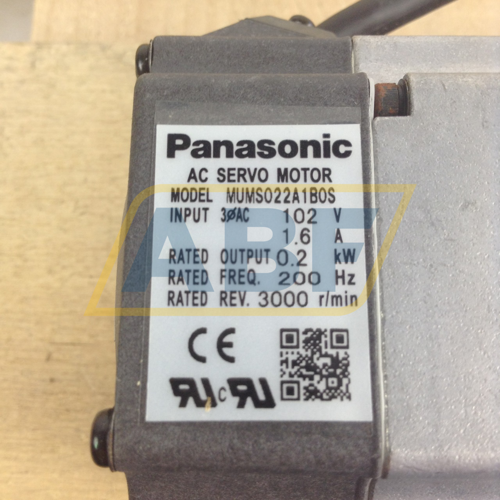 Panasonic
AC SERVO MOTOR
MODEL MUMS022A1B0S
INPUT 3øAC 102 V
1.6 A
RATED OUTPUT 0.2 kW
RATED FREQ. 200 Hz
RATED REV. 3000 r/min
ABF
CE
c